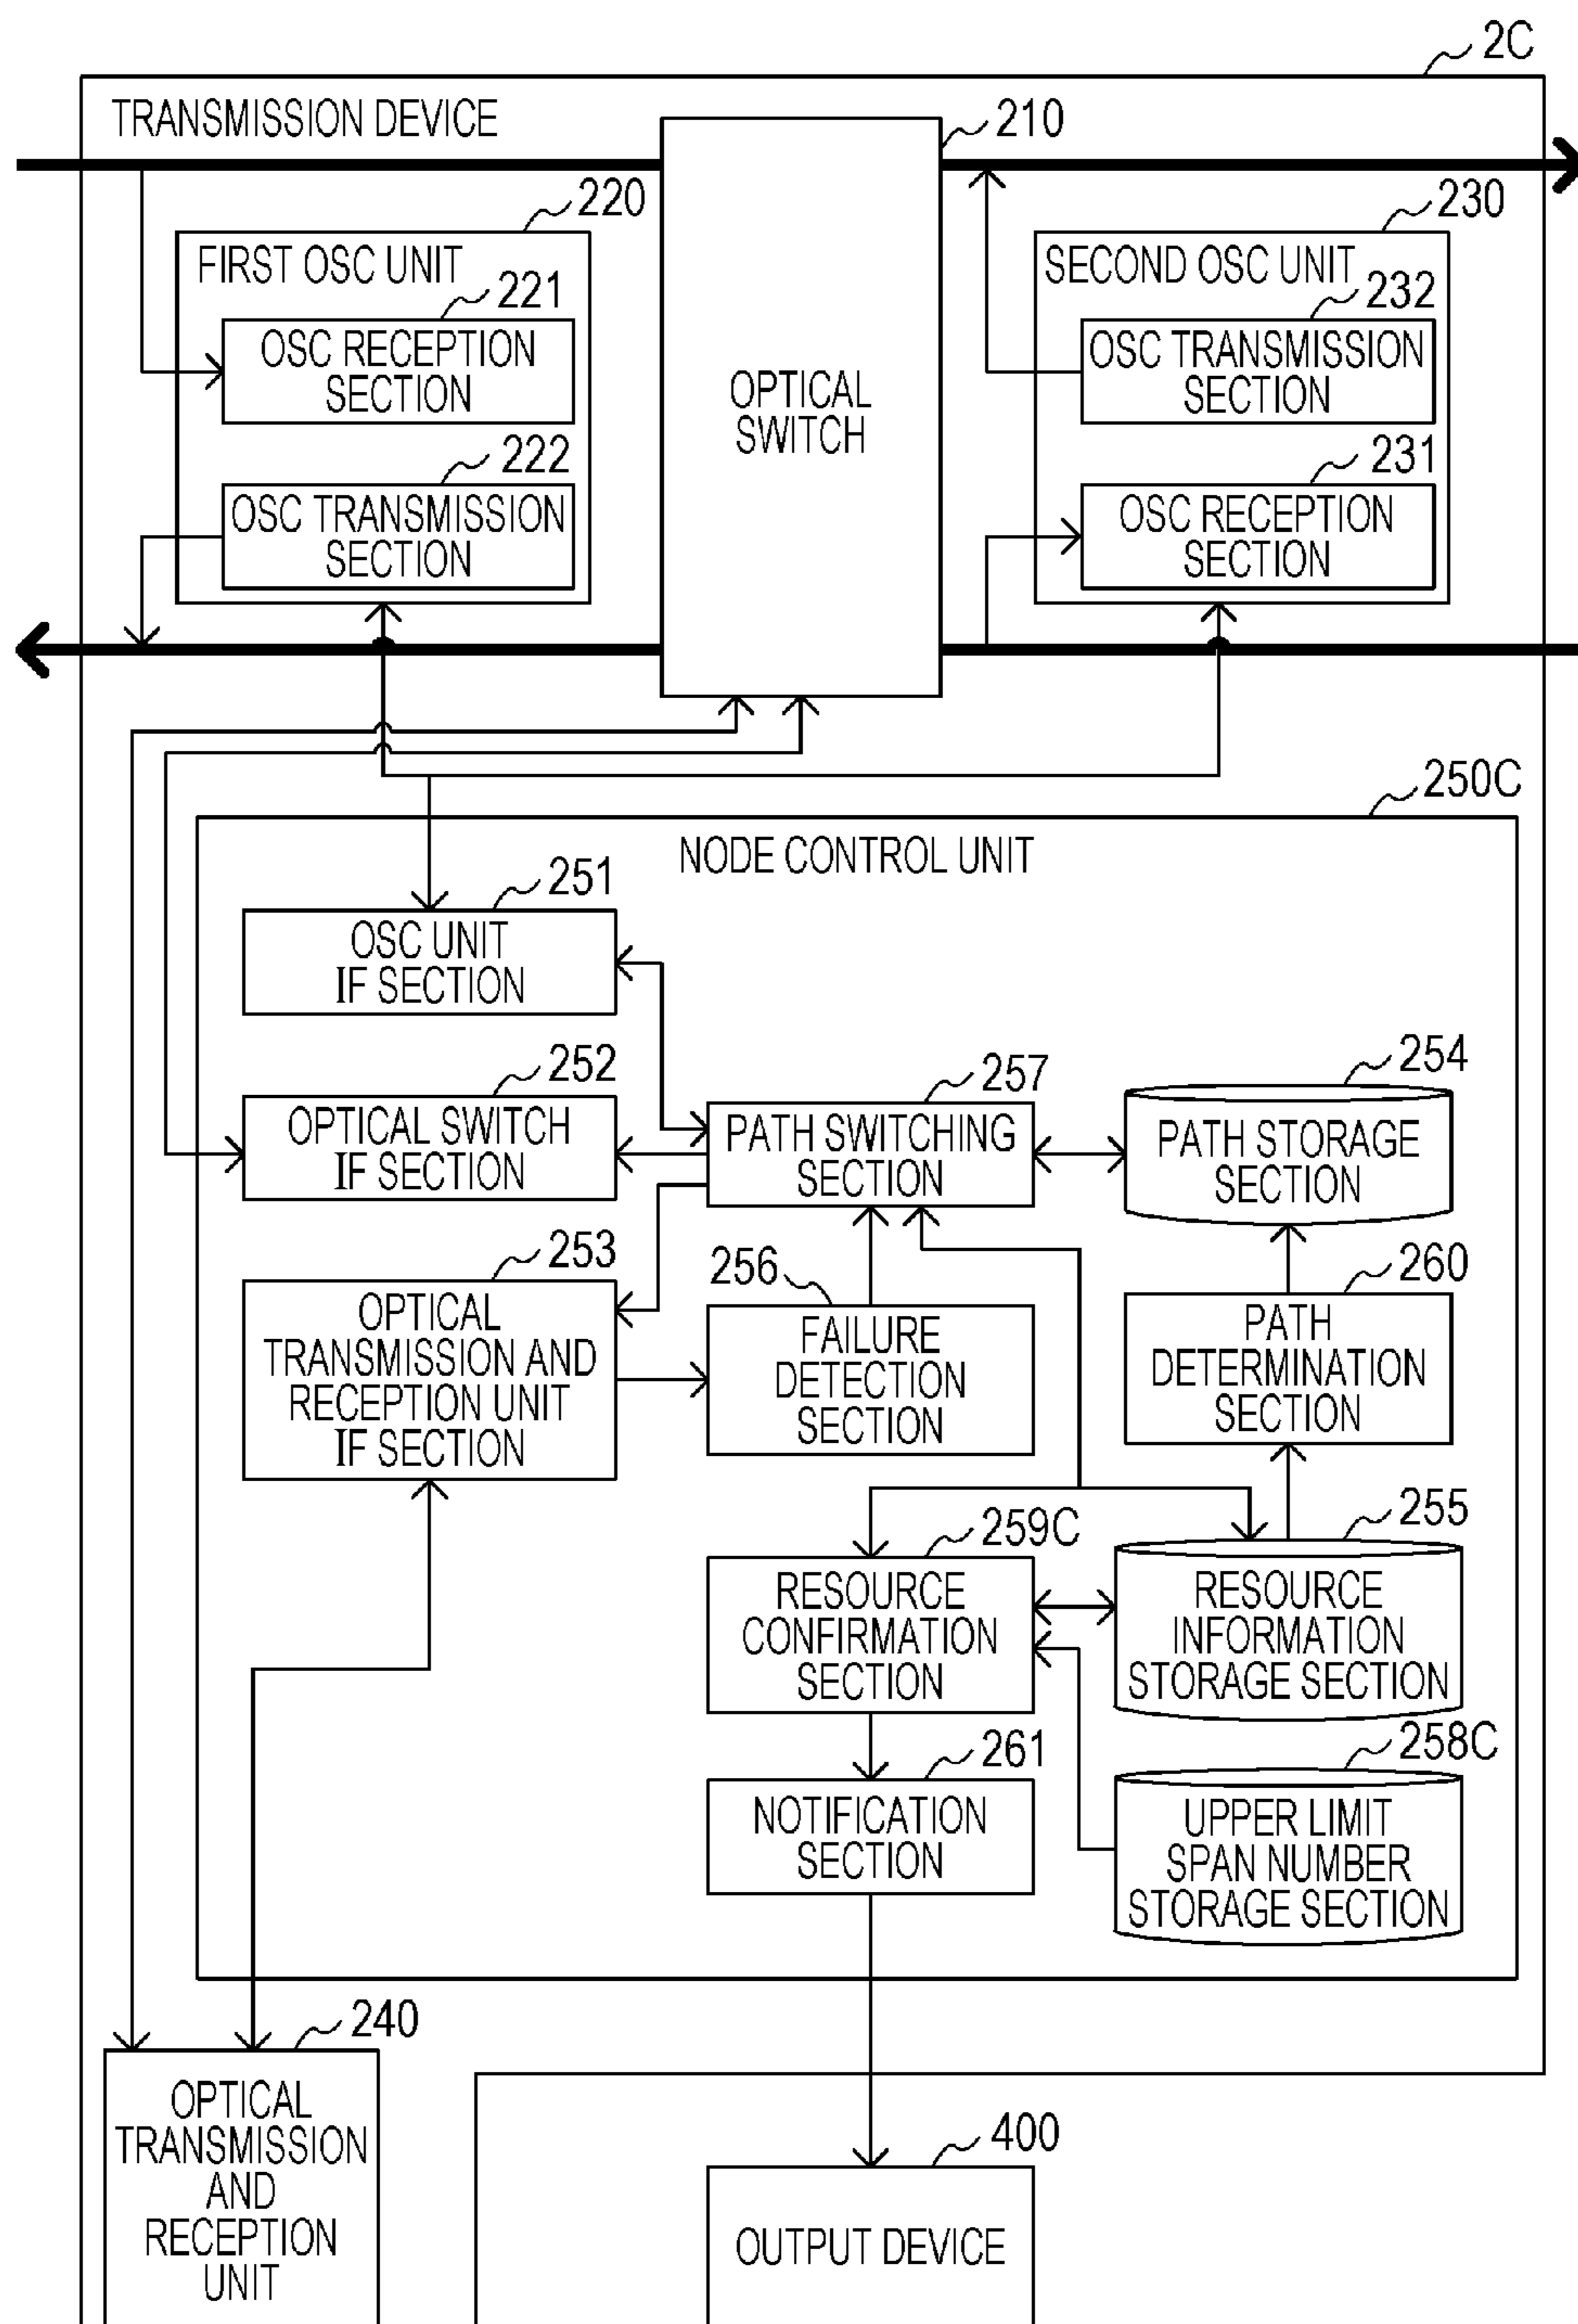 2C
TRANSMISSION DEVICE
210
220
230
FIRST OSC UNIT
SECOND OSC UNIT
221
232
OSC RECEPTION
SECTION
OPTICAL
SWITCH
OSC TRANSMISSION
SECTION
222
231
OSC TRANSMISSION
SECTION
OSC RECEPTION
SECTION
250C
NODE CONTROL UNIT
251
OSC UNIT
IF SECTION
252
OPTICAL SWITCH
IF SECTION
257
PATH SWITCHING
SECTION
254
PATH STORAGE
SECTION
253
OPTICAL
TRANSMISSION AND
RECEPTION UNIT
IF SECTION
256
FAILURE
DETECTION
SECTION
260
PATH
DETERMINATION
SECTION
259C
RESOURCE
CONFIRMATION
SECTION
255
RESOURCE
INFORMATION
STORAGE SECTION
261
NOTIFICATION
SECTION
258C
UPPER LIMIT
SPAN NUMBER
STORAGE SECTION
240
OPTICAL
TRANSMISSION
AND
RECEPTION
UNIT
400
OUTPUT DEVICE